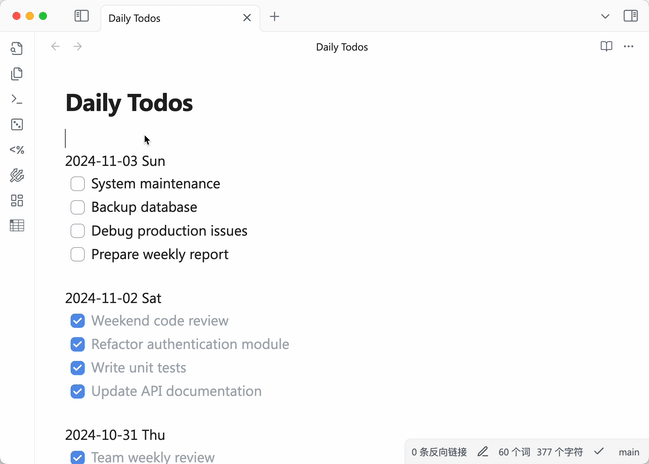 Daily Todos
Daily Todos
Daily Todos
2024-11-03 Sun
System maintenance
Backup database
Debug production issues
Prepare weekly report
2024-11-02 Sat
Weekend code review
Refactor authentication module
Write unit tests
Update API documentation
2024-10-31 Thu
Team weekly review
0 条反向链接 60 个词 377 个字符 main